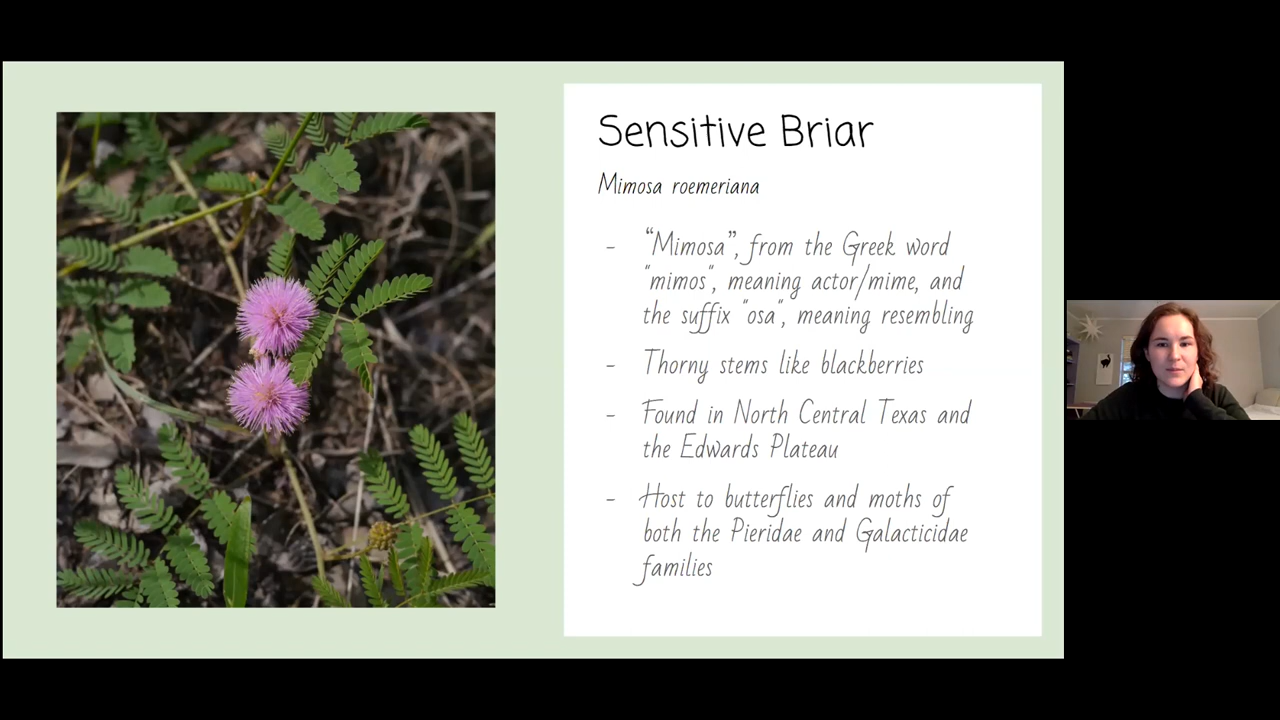 Sensitive Briar
Mimosa roemeriana
- “Mimosa”, from the Greek word
"mimos", meaning actor/mime, and
the suffix "osa", meaning resembling
- Thorny stems like blackberries
- Found in North Central Texas and
the Edwards Plateau
- Host to butterflies and moths of
both the Pieridae and Galacticidae
families